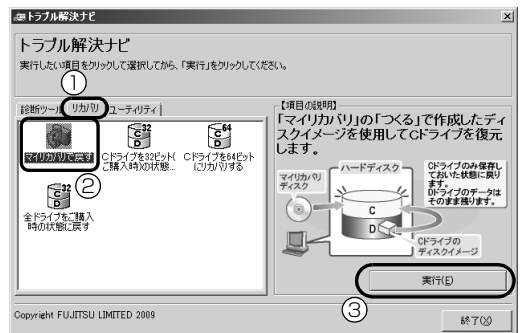 トラブル解決ナビ
トラブル解決ナビ
実行したい項目をクリックして選択してから、「実行」をクリックしてください。
①
診断ツール
リカバリ
ユーティリティ
マイリカバリで戻す
②
32
C
D
Cドライブを32ビット(
ご購入時)の状態...
64
C
D
Cドライブを64ビット
にリカバリする
32
C
D
全ドライブをご購入
時の状態に戻す
【項目の説明】
「マイリカバリ」の「つくる」で作成したディ
スクイメージを使用してCドライブを復元
します。
マイリカバリ
ディスク
ハードディスク
C
D
Cドライブのみ保存し
ておいた状態に戻り
ます。
Dドライブのデータは
そのまま残ります。
Cドライブの
ディスクイメージ
実行(E)
③
Copyright FUJITSU LIMITED 2009
終了(X)